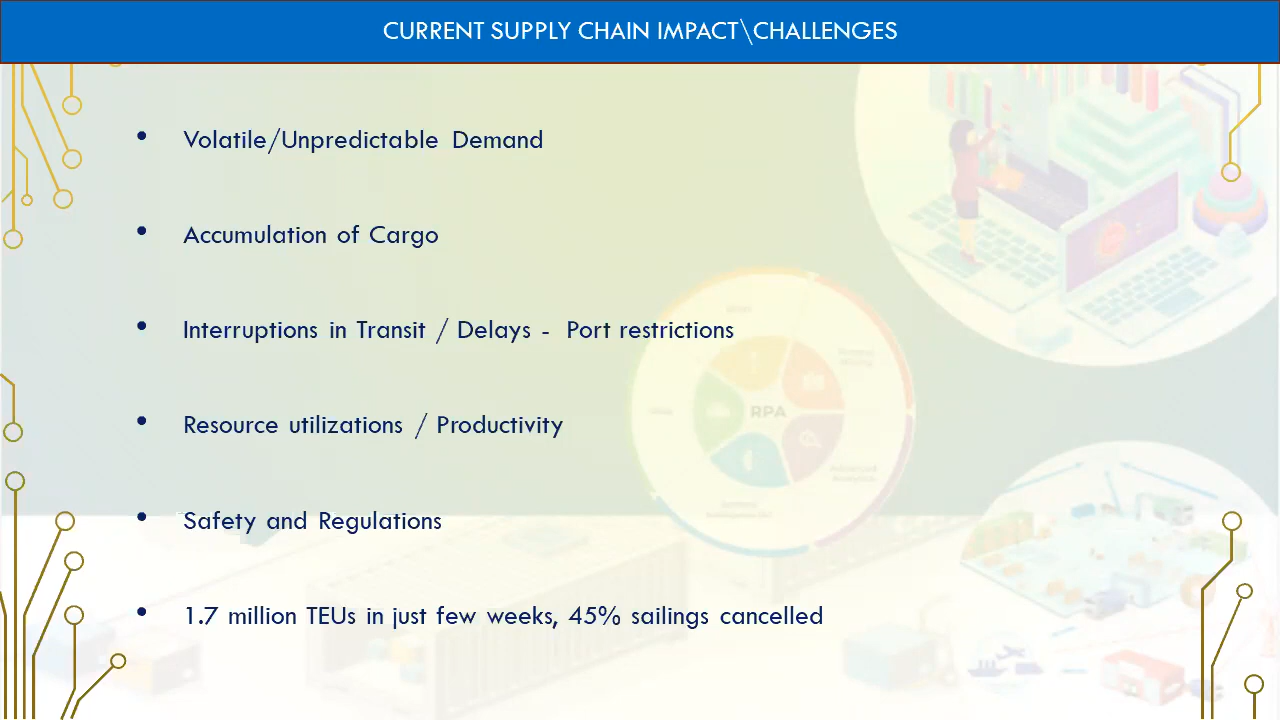 CURRENT SUPPLY CHAIN IMPACT\CHALLENGES
• Volatile/Unpredictable Demand
• Accumulation of Cargo
• Interruptions in Transit / Delays - Port restrictions
• Resource utilizations / Productivity
RPA
• Safety and Regulations
• 1.7 million TEUs in just few weeks, 45% sailings cancelled